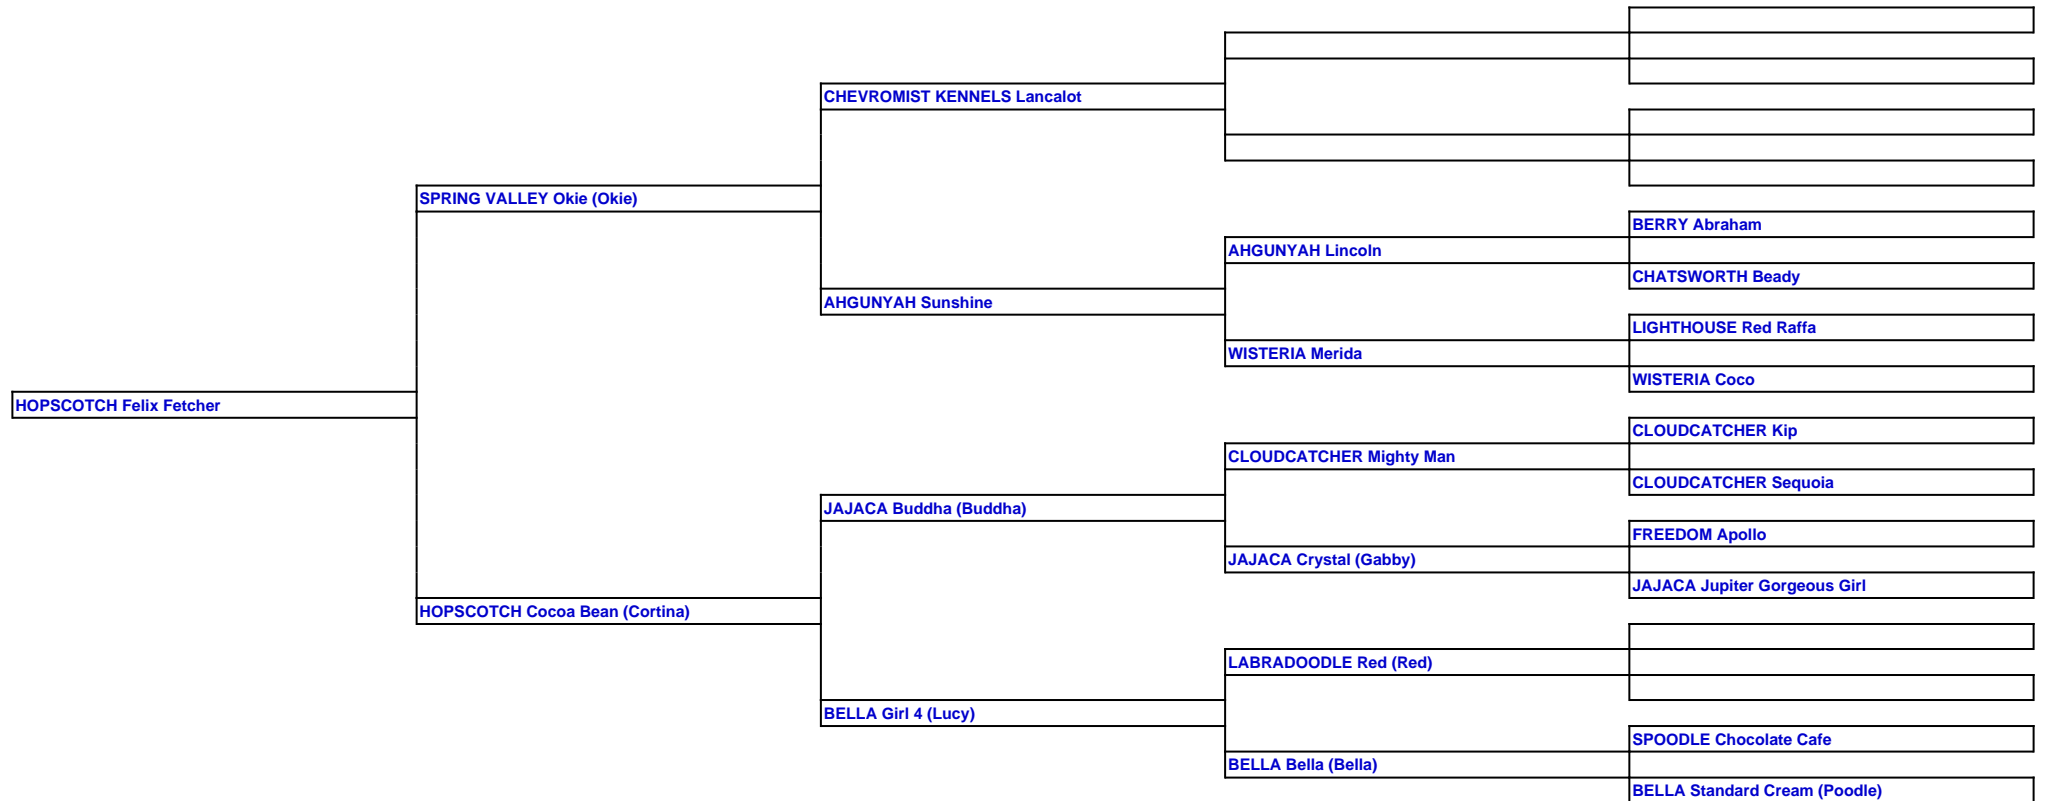 CHEVROMIST KENNELS Lancalot
SPRING VALLEY Okie (Okie)
BERRY Abraham
AHGUNYAH Lincoln
CHATSWORTH Beady
AHGUNYAH Sunshine
LIGHTHOUSE Red Raffa
WISTERIA Merida
WISTERIA Coco
HOPSCOTCH Felix Fetcher
CLOUDCATCHER Kip
CLOUDCATCHER Mighty Man
CLOUDCATCHER Sequoia
JAJACA Buddha (Buddha)
FREEDOM Apollo
JAJACA Crystal (Gabby)
JAJACA Jupiter Gorgeous Girl
HOPSCOTCH Cocoa Bean (Cortina)
LABRADOODLE Red (Red)
BELLA Girl 4 (Lucy)
SPOODLE Chocolate Cafe
BELLA Bella (Bella)
BELLA Standard Cream (Poodle)